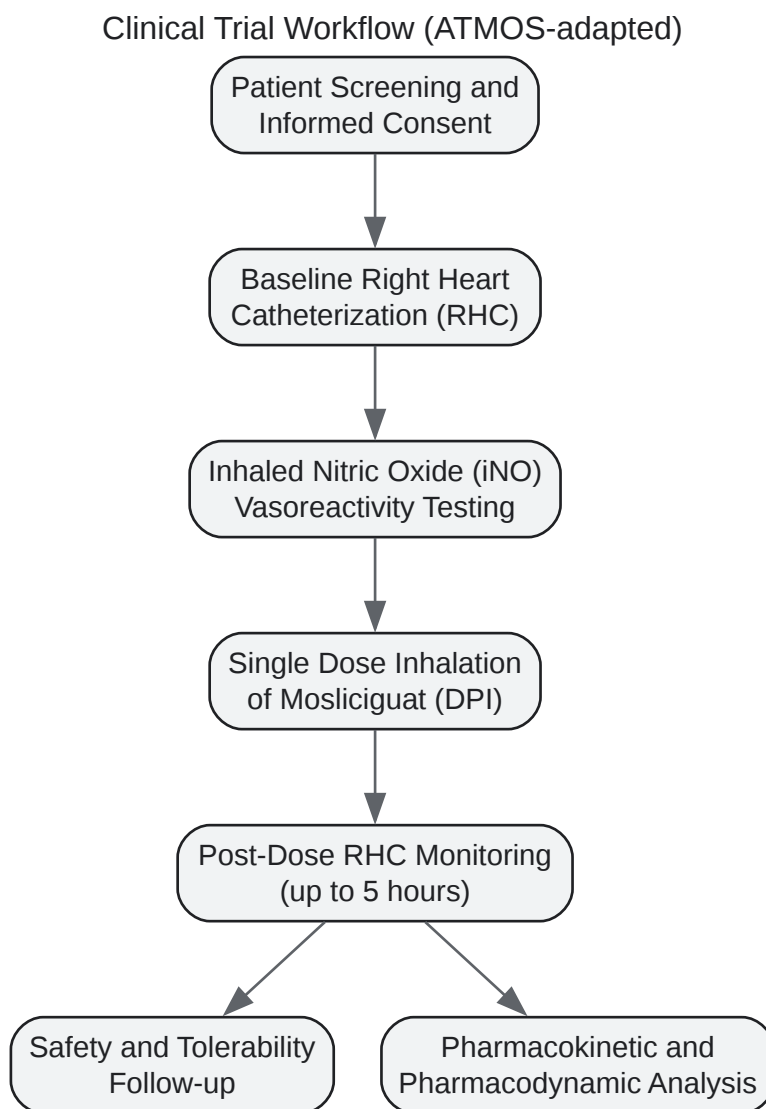 Clinical Trial Workflow (ATMOS-adapted)
Patient Screening and
Informed Consent
Baseline Right Heart
Catheterization (RHC)
Inhaled Nitric Oxide (iNO)
Vasoreactivity Testing
Single Dose Inhalation
of Mosliciguat (DPI)
Post-Dose RHC Monitoring
(up to 5 hours)
Safety and Tolerability
Follow-up
Pharmacokinetic and
Pharmacodynamic Analysis